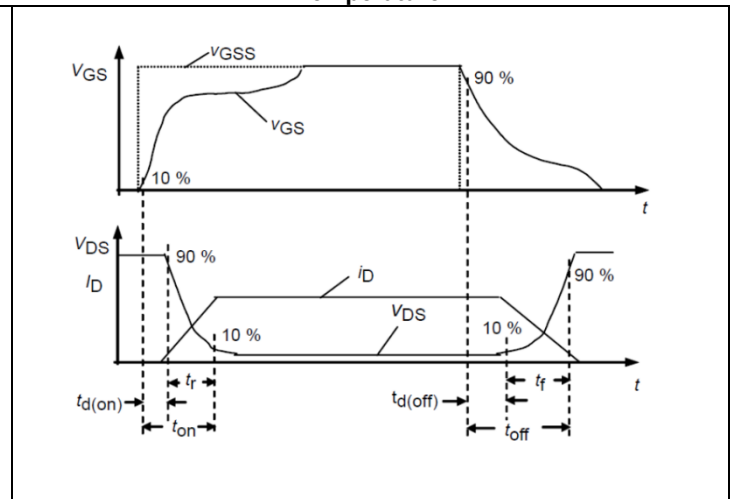 VGSS
VGS
90 %
VGS
10 %
t
VDS
90 %
ID
iD
90 %
VDS
10 %
10 %
tr
tf
t
td(on)
td(off)
ton
toff